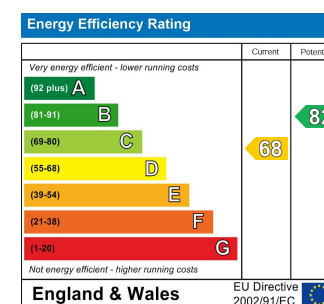 Energy Efficiency Rating
Current
Very energy efficient - lower running costs
(92 plus) A
(81-91) B
(69-80) C
68
(55-68) D
(39-54) E
(21-38) F
(1-20) G
Not energy efficient - higher running costs
England & Wales
EU Directive
2002/91/EC